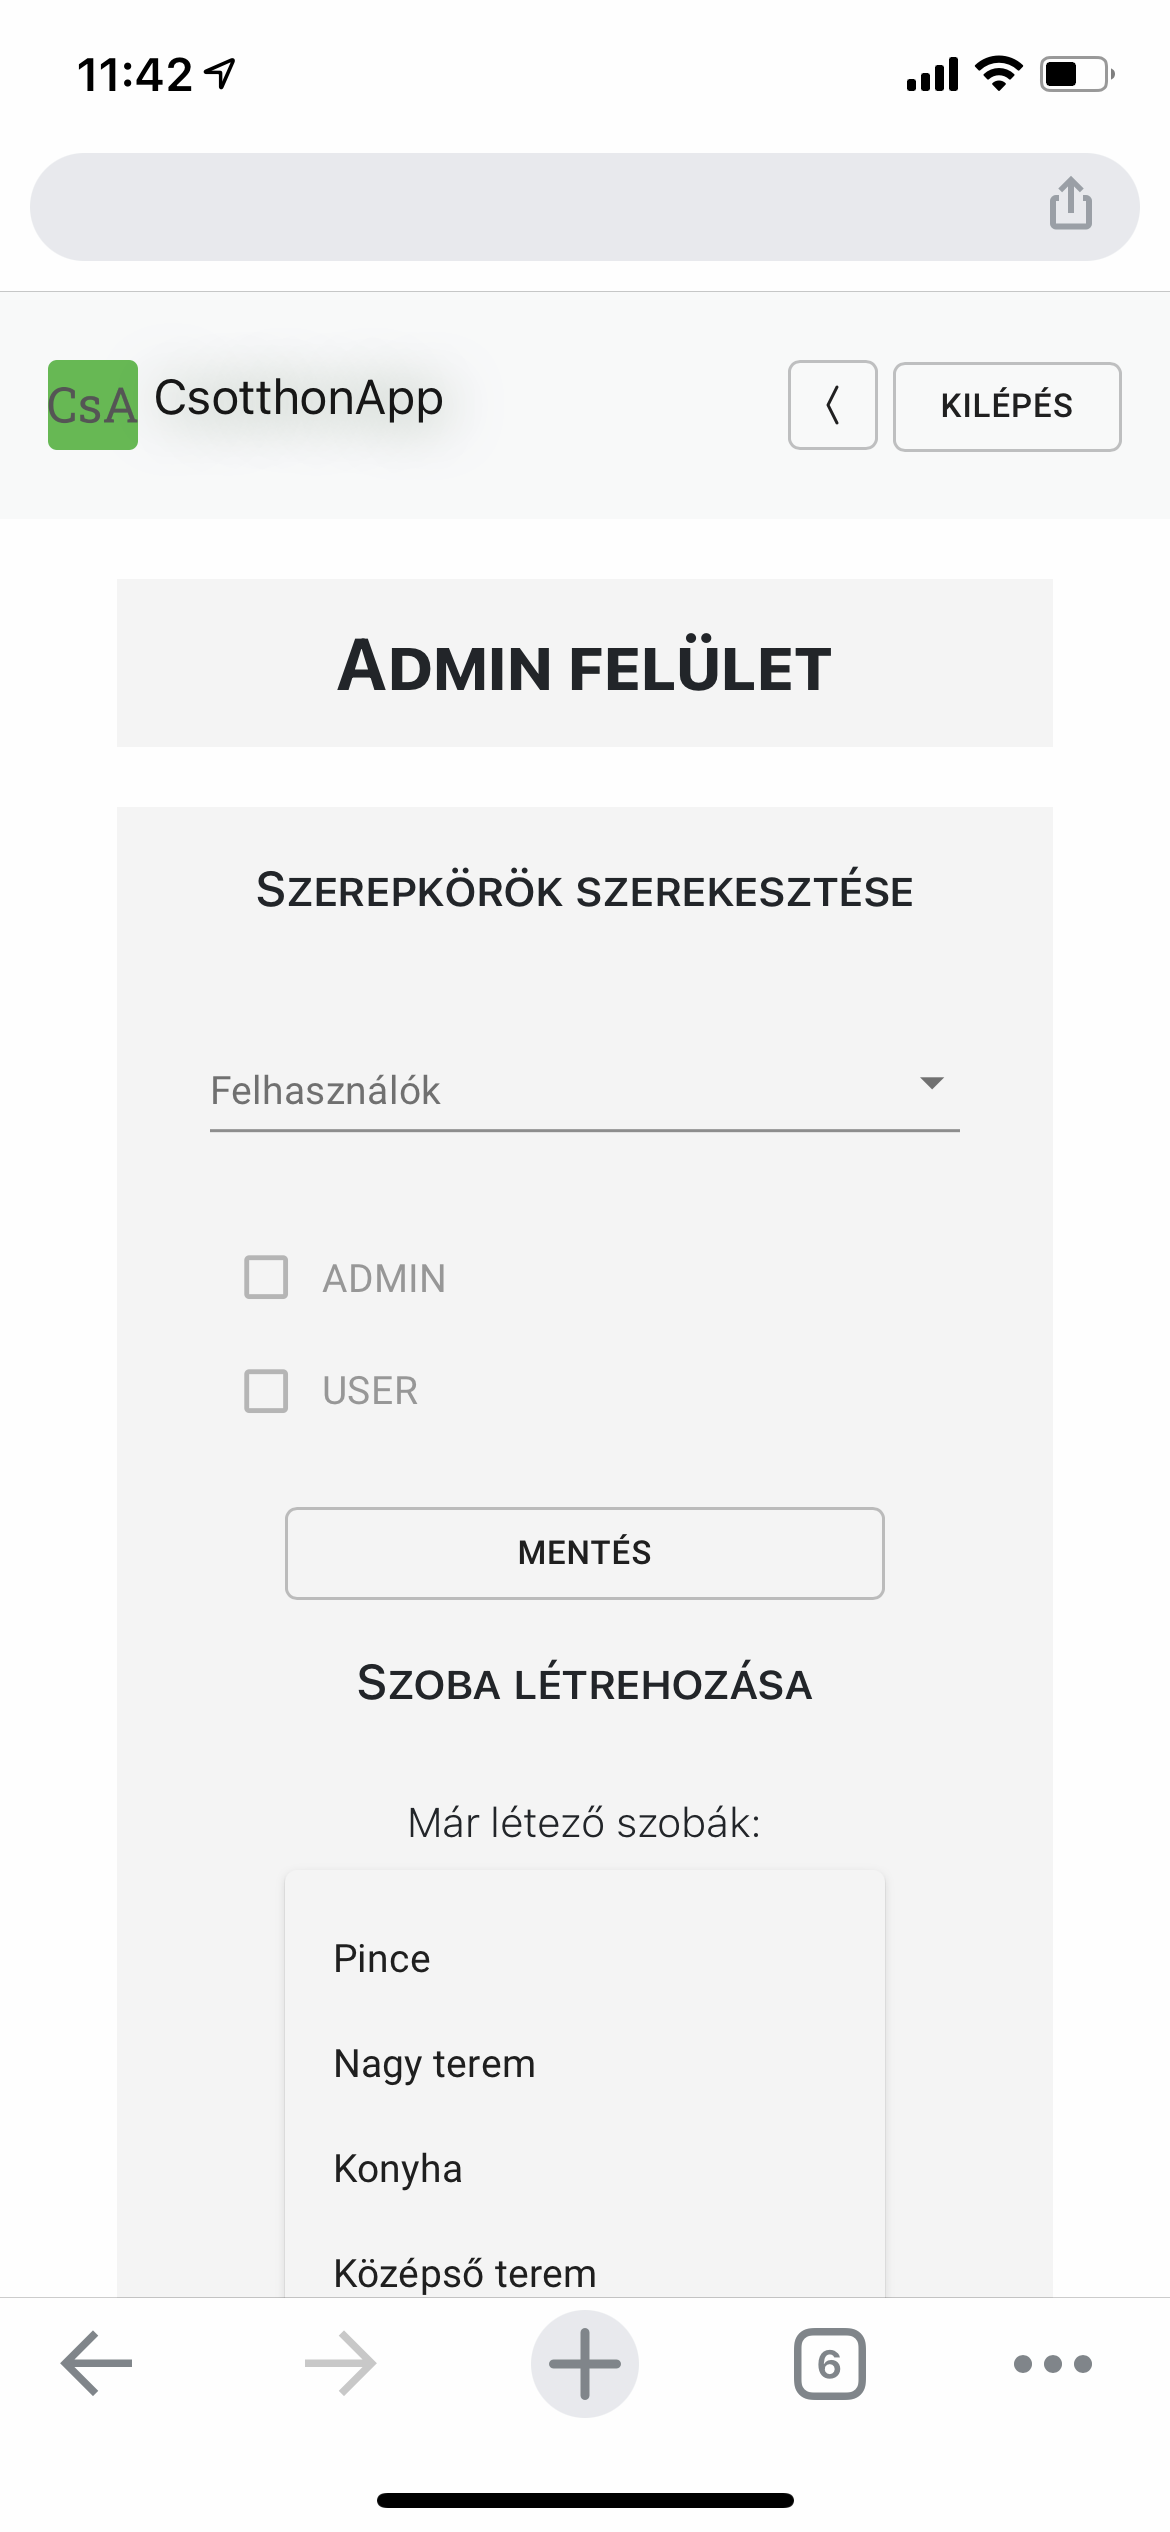 11:42
CsA CsotthonApp
KILÉPÉS
ADMIN FELÜLET
SZEREPKÖRÖK SZEREKESZTÉSE
Felhasználók
ADMIN
USER
MENTÉS
SZOBA LÉTREHOZÁSA
Már létező szobák:
Pince
Nagy terem
Konyha
Középső terem
6